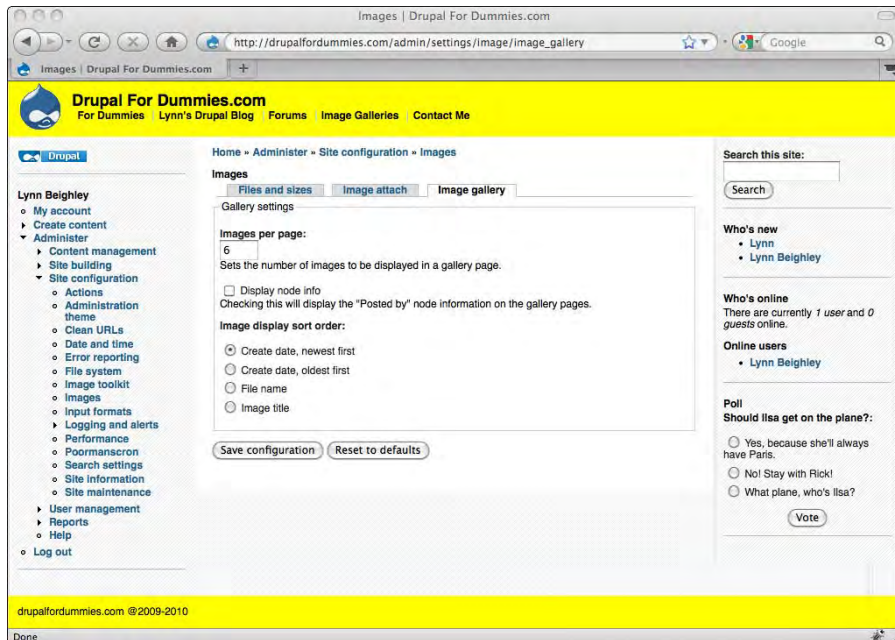 Images | Drupal For Dummies.com
http://drupalfordummies.com/admin/settings/image/image_gallery
Google
Images | Drupal For Dummies.com
+
Drupal For Dummies.com
For Dummies Lynn's Drupal Blog Forums Image Galleries Contact Me
Drupal
Lynn Beighley
My account
Create content
Administer
Content management
Site building
Site configuration
Actions
Administration
theme
Clean URLs
Date and time
Error reporting
File system
Image toolkit
Images
Input formats
Logging and alerts
Performance
Poormanscron
Search settings
Site information
Site maintenance
User management
Reports
Help
Log out
Home » Administer » Site configuration » Images
Images
Files and sizes
Image attach
Image gallery
Gallery settings
Images per page:
6
Sets the number of images to be displayed in a gallery page.
Display node info
Checking this will display the "Posted by" node information on the gallery pages.
Image display sort order:
Create date, newest first
Create date, oldest first
File name
Image title
Save configuration
Reset to defaults
Search this site:
Search
Who's new
Lynn
Lynn Beighley
Who's online
There are currently 1 user and 0
guests online.
Online users
Lynn Beighley
Poll
Should Ilsa get on the plane?:
Yes, because she'll always
have Paris.
No! Stay with Rick!
What plane, who's Ilsa?
Vote
drupalfordummies.com @2009-2010
Done